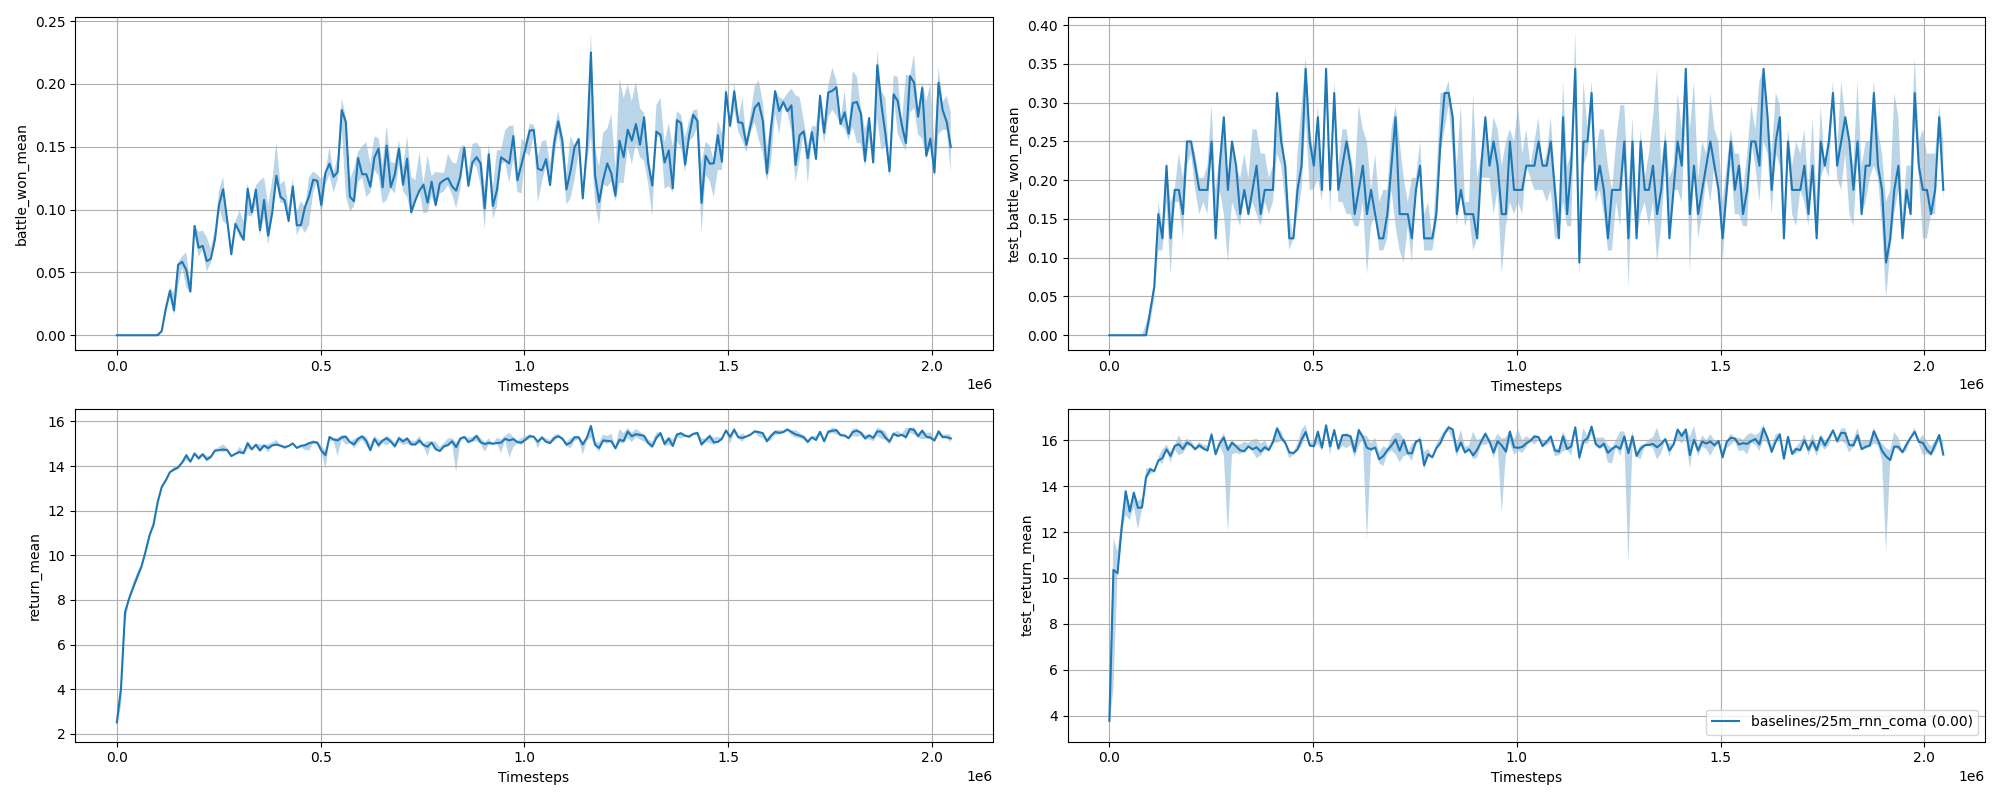 battle_won_mean
0.25
0.20
0.15
0.10
0.05
0.00
0.0 0.5 1.0 1.5 2.0
1e6
Timesteps
test_battle_won_mean
0.40
0.35
0.30
0.25
0.20
0.15
0.10
0.05
0.00
0.0 0.5 1.0 1.5 2.0
1e6
Timesteps
return_mean
16
14
12
10
8
6
4
2
0.0 0.5 1.0 1.5 2.0
1e6
Timesteps
test_return_mean
16
14
12
10
8
6
4
baselines/25m_rnn_coma (0.00)
0.0 0.5 1.0 1.5 2.0
1e6
Timesteps